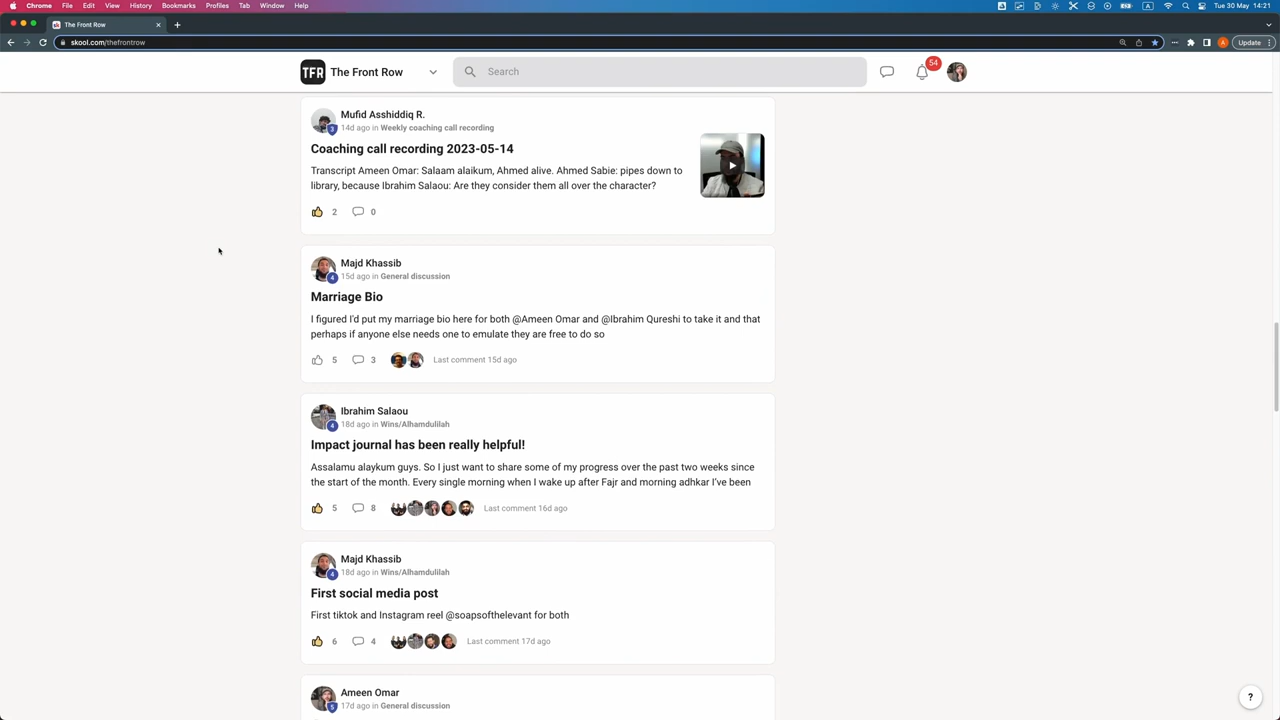 Chrome File Edit View History Bookmarks Profiles Tab Window Help
Tue 30 May 14:21
The Front Row
skool.com/thefrontrow
Update
TFR The Front Row
Search
54
Mufid Asshiddiq R.
3
14d ago in Weekly coaching call recording
Coaching call recording 2023-05-14
Transcript Ameen Omar: Salaam alaikum, Ahmed alive. Ahmed Sabie: pipes down to
library, because Ibrahim Salaou: Are they consider them all over the character?
2 0
Majd Khassib
4
15d ago in General discussion
Marriage Bio
I figured I'd put my marriage bio here for both @Ameen Omar and @Ibrahim Qureshi to take it and that
perhaps if anyone else needs one to emulate they are free to do so
5 3 Last comment 15d ago
Ibrahim Salaou
4
18d ago in Wins/Alhamdulilah
Impact journal has been really helpful!
Assalamu alaykum guys. So I just want to share some of my progress over the past two weeks since
the start of the month. Every single morning when I wake up after Fajr and morning adhkar I've been
5 8 Last comment 16d ago
Majd Khassib
4
18d ago in Wins/Alhamdulilah
First social media post
First tiktok and Instagram reel @soapsofthelevant for both
6 4 Last comment 17d ago
Ameen Omar
5
17d ago in General discussion
?